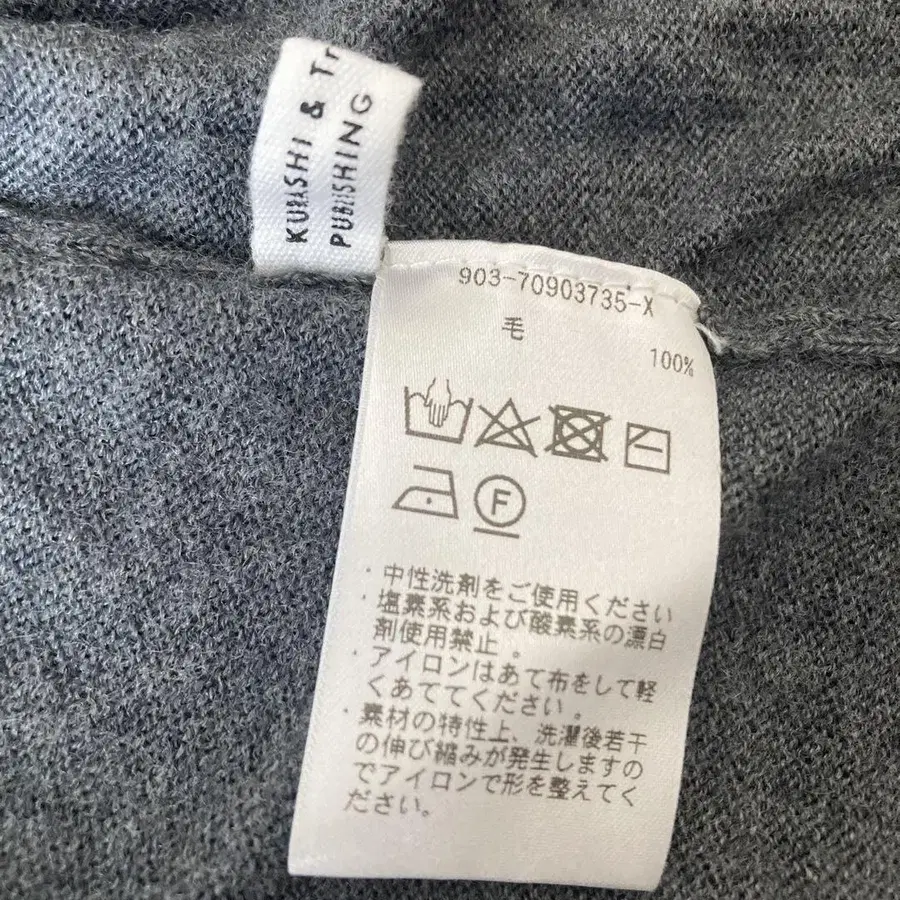 KURASHI & Tr
PUBLISHING
903-70903735-X
毛
100%
F
・中性洗剤をご使用ください
・塩素系および酸素系の漂白
剤使用禁止。
・アイロンはあて布をして軽
くあててください。
・素材の特性上、洗濯後若干
の伸び縮みが発生しますの
でアイロンで形を整えてく
ださい。